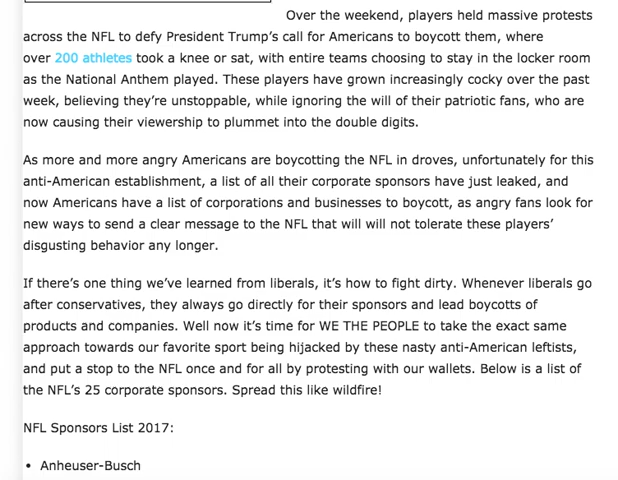 Over the weekend, players held massive protests
across the NFL to defy President Trump's call for Americans to boycott them, where
over 200 athletes took a knee or sat, with entire teams choosing to stay in the locker room
as the National Anthem played. These players have grown increasingly cocky over the past
week, believing they're unstoppable, while ignoring the will of their patriotic fans, who are
now causing their viewership to plummet into the double digits.
As more and more angry Americans are boycotting the NFL in droves, unfortunately for this
anti-American establishment, a list of all their corporate sponsors have just leaked, and
now Americans have a list of corporations and businesses to boycott, as angry fans look for
new ways to send a clear message to the NFL that will will not tolerate these players'
disgusting behavior any longer.
If there's one thing we've learned from liberals, it's how to fight dirty. Whenever liberals go
after conservatives, they always go directly for their sponsors and lead boycotts of
products and companies. Well now it's time for WE THE PEOPLE to take the exact same
approach towards our favorite sport being hijacked by these nasty anti-American leftists,
and put a stop to the NFL once and for all by protesting with our wallets. Below is a list of
the NFL's 25 corporate sponsors. Spread this like wildfire!
NFL Sponsors List 2017:
• Anheuser-Busch